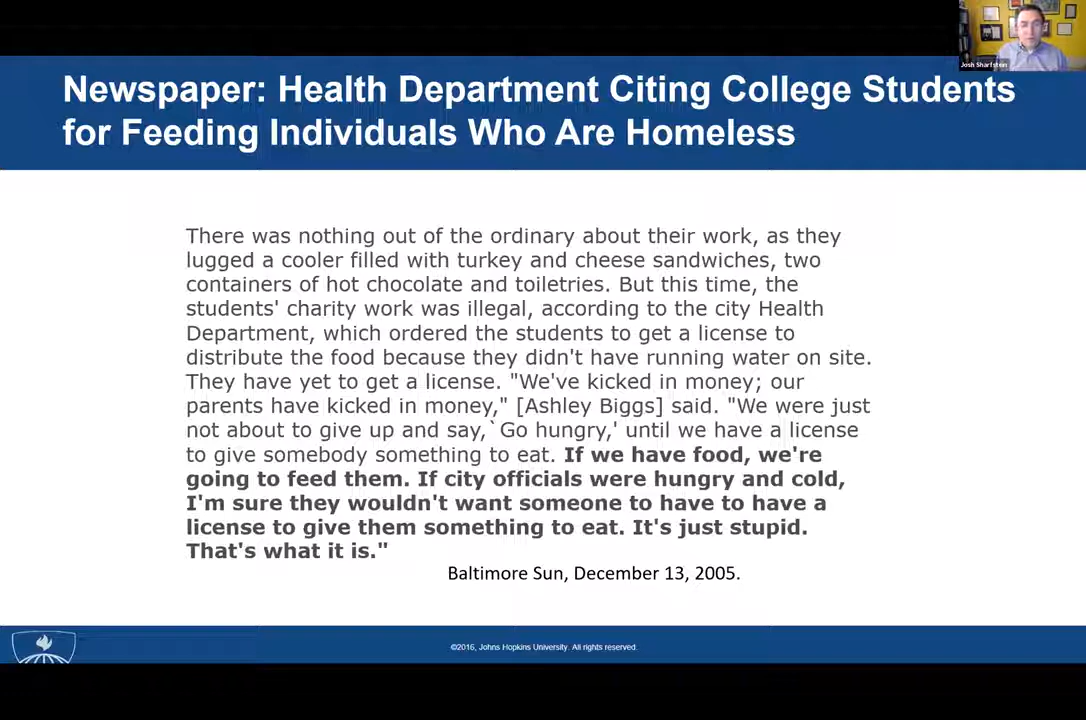 Josh Sharfstein
Newspaper: Health Department Citing College Students
for Feeding Individuals Who Are Homeless
There was nothing out of the ordinary about their work, as they
lugged a cooler filled with turkey and cheese sandwiches, two
containers of hot chocolate and toiletries. But this time, the
students' charity work was illegal, according to the city Health
Department, which ordered the students to get a license to
distribute the food because they didn't have running water on site.
They have yet to get a license. "We've kicked in money; our
parents have kicked in money," [Ashley Biggs] said. "We were just
not about to give up and say,`Go hungry,' until we have a license
to give somebody something to eat. If we have food, we're
going to feed them. If city officials were hungry and cold,
I'm sure they wouldn't want someone to have to have a
license to give them something to eat. It's just stupid.
That's what it is."
Baltimore Sun, December 13, 2005.
©2016, Johns Hopkins University. All rights reserved.